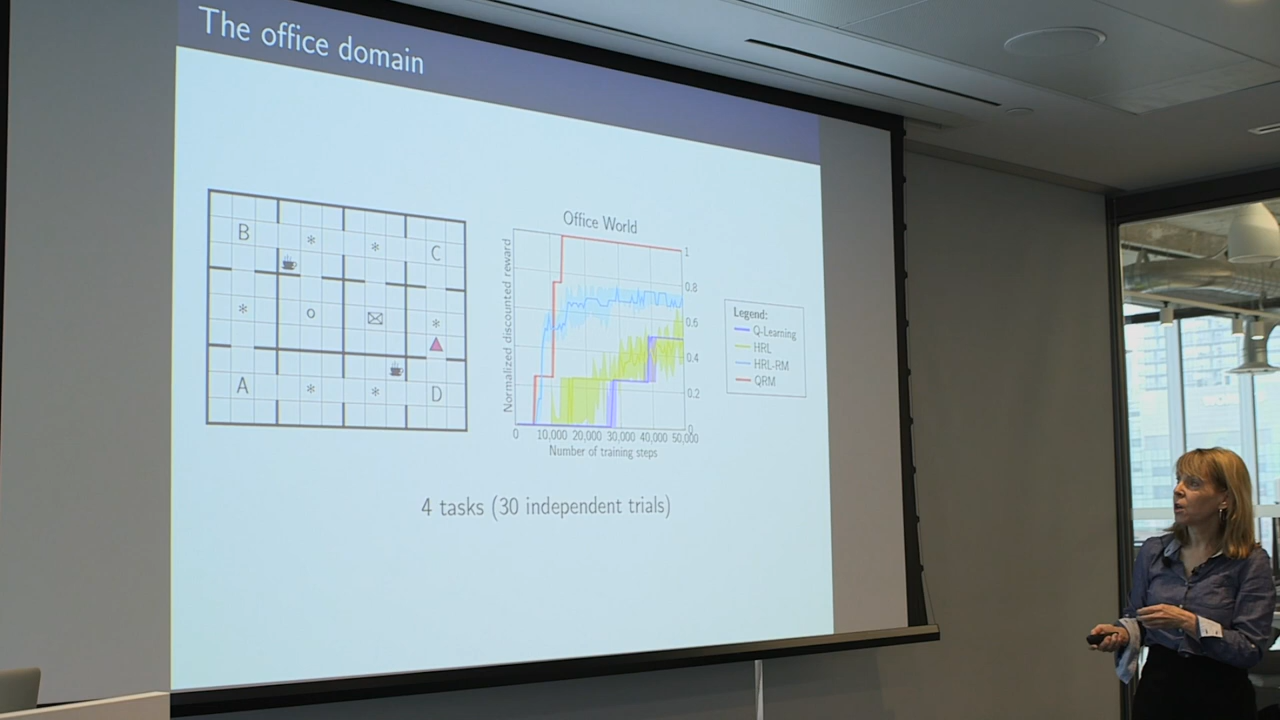 The office domain
B
C
o
A
D
Office World
Normalized discounted reward
1
0.8
0.6
0.4
0.2
0
0 10,000 20,000 30,000 40,000 50,000
Number of training steps
Legend:
Q-Learning
HRL
HRL-RM
QRM
4 tasks (30 independent trials)